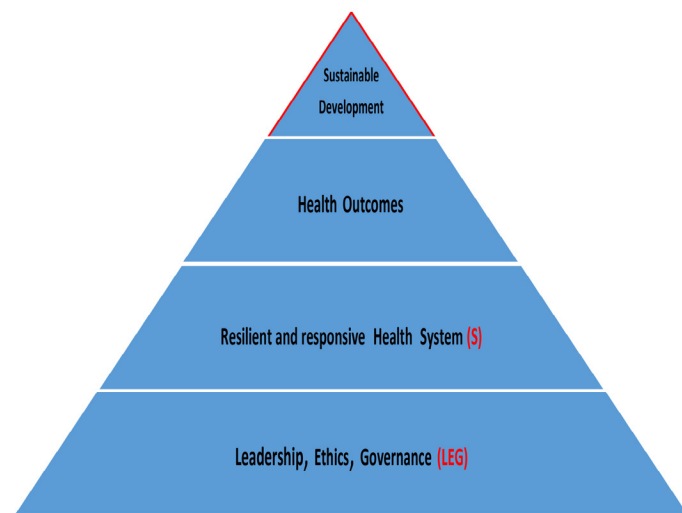 Sustainable
Development
Health Outcomes
Resilient and responsive Health System (S)
Leadership, Ethics, Governance (LEG)